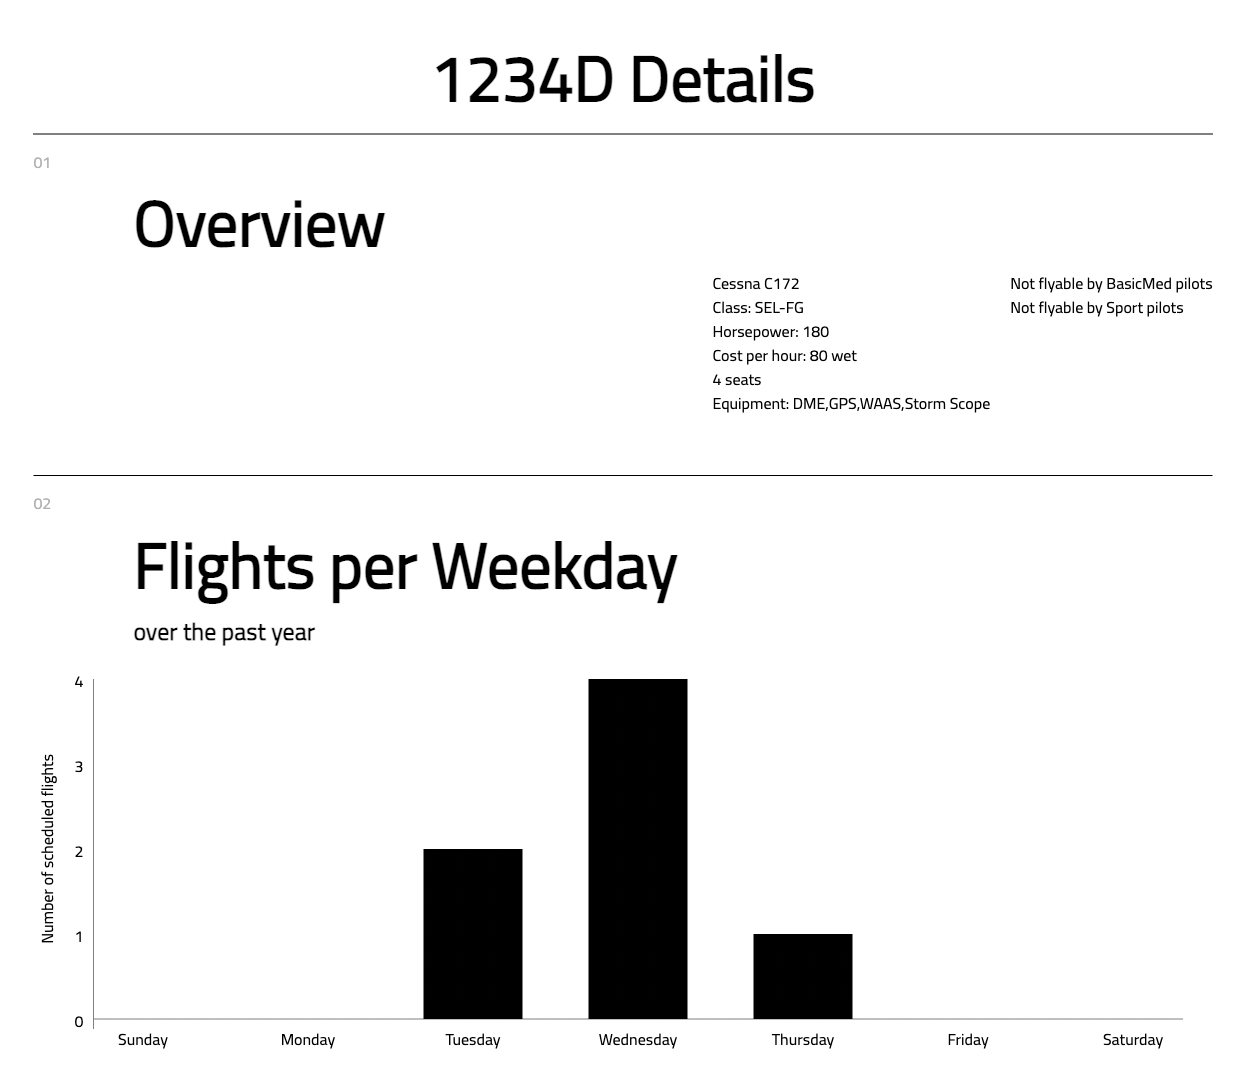 1234D Details
01
Overview
Cessna C172
Class: SEL-FG
Horsepower: 180
Cost per hour: 80 wet
4 seats
Equipment: DME,GPS,WAAS,Storm Scope
Not flyable by BasicMed pilots
Not flyable by Sport pilots
02
Flights per Weekday
over the past year
Number of scheduled flights
4
3
2
1
0
Sunday Monday Tuesday Wednesday Thursday Friday Saturday